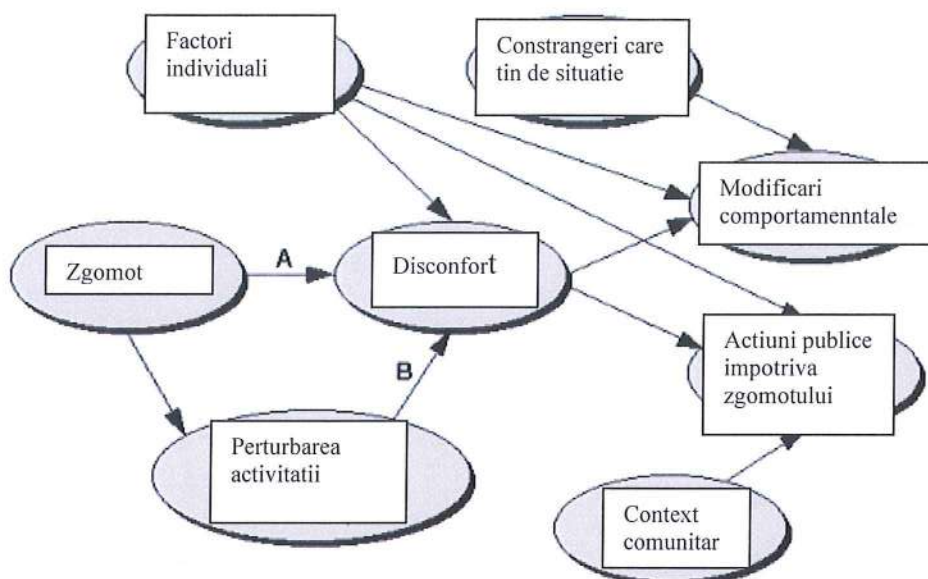 Factori
individuali
Constrangeri care
tin de situatie
Modificari
comportamenntale
Zgomot
A
Disconfort
B
Actiuni publice
impotriva
zgomotului
Perturbarea
activitatii
Context
comunitar